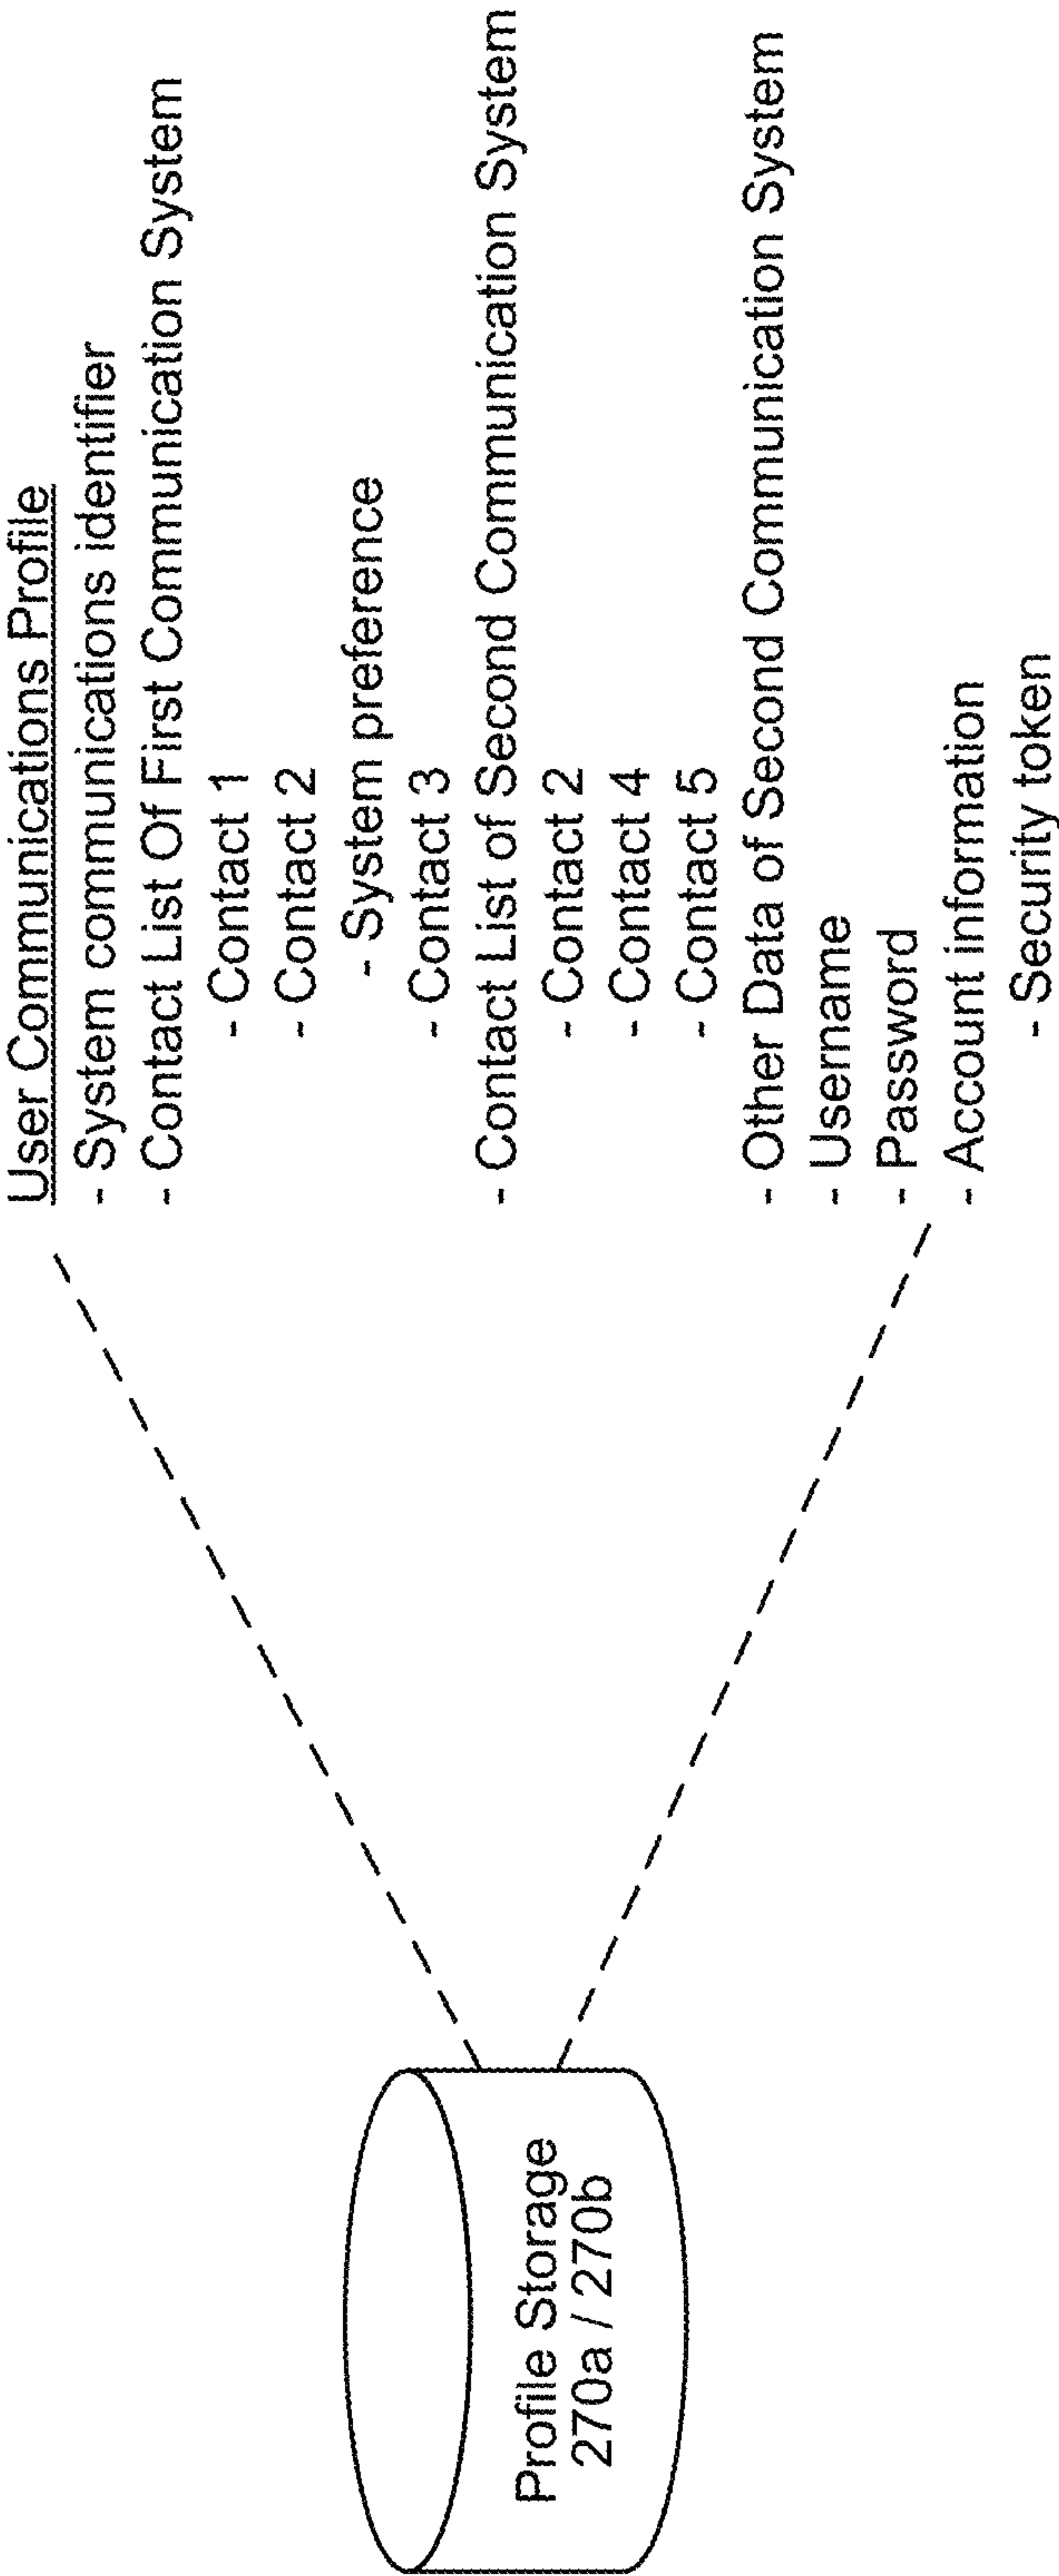 User Communications Profile
- System communications identifier
- Contact List Of First Communication System
- Contact 1
- Contact 2
- System preference
- Contact 3
- Contact List of Second Communication System
- Contact 2
- Contact 4
- Contact 5
- Other Data of Second Communication System
- Username
- Password
- Account information
- Security token
Profile Storage
270a / 270b